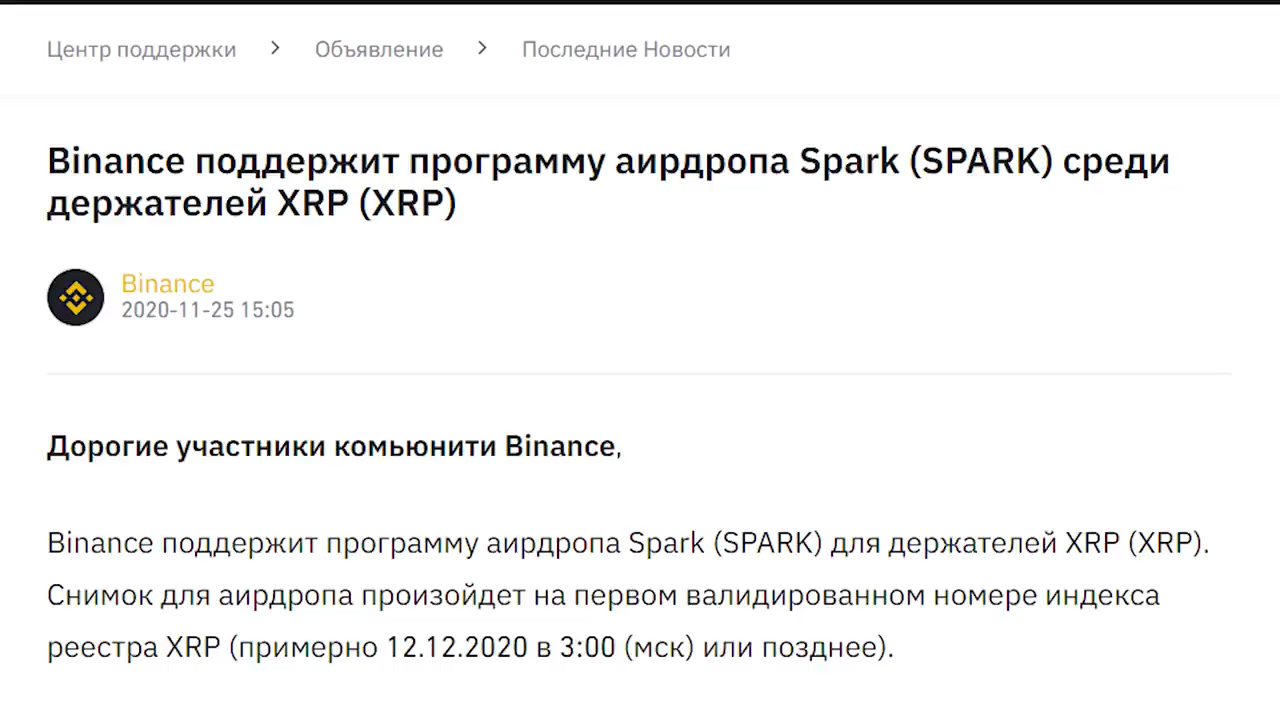 Центр поддержки > Объявление > Последние Новости
Binance поддержит программу аирдропа Spark (SPARK) среди
держателей XRP (XRP)
Binance
2020-11-25 15:05
Дорогие участники комьюнити Binance,
Binance поддержит программу аирдропа Spark (SPARK) для держателей XRP (XRP).
Снимок для аирдропа произойдет на первом валидированном номере индекса
реестра XRP (примерно 12.12.2020 в 3:00 (мск) или позднее).